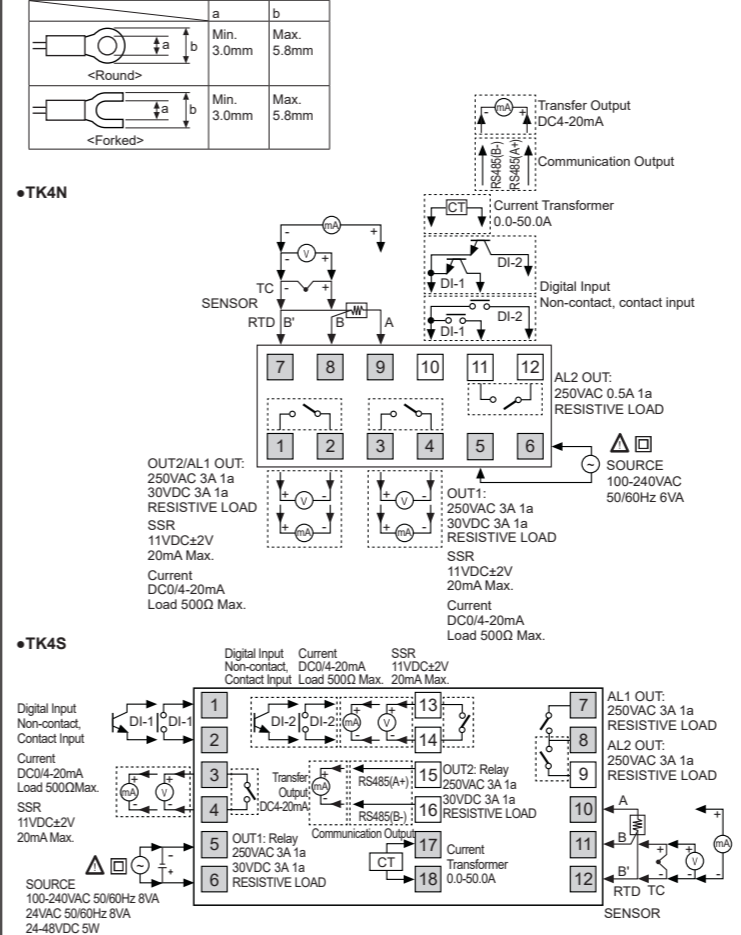 a b
Min.
3.0mm
Max.
5.8mm
a b
<Round>
Min.
3.0mm
Max.
5.8mm
a b
<Forked>
●TK4N
- mA +
Transfer Output
DC4-20mA
RS485(B-)
RS485(A+)
Communication Output
CT
Current Transformer
0.0-50.0A
DI-1
DI-2
DI-1
DI-2
Digital Input
Non-contact, contact input
- mA +
- V +
TC - +
SENSOR
RTD B' B A
7 8 9 10 11 12
AL2 OUT:
250VAC 0.5A 1a
RESISTIVE LOAD
1 2 3 4 5 6
~
SOURCE
100-240VAC
50/60Hz 6VA
OUT2/AL1 OUT:
250VAC 3A 1a
30VDC 3A 1a
RESISTIVE LOAD
SSR
11VDC±2V
20mA Max.
Current
DC0/4-20mA
Load 500Ω Max.
+ V -
+ mA -
+ V -
+ mA -
OUT1:
250VAC 3A 1a
30VDC 3A 1a
RESISTIVE LOAD
SSR
11VDC±2V
20mA Max.
Current
DC0/4-20mA
Load 500Ω Max.
●TK4S
Digital Input
Non-contact,
Contact Input
Current
DC0/4-20mA
Load 500Ω Max.
SSR
11VDC±2V
20mA Max.
Digital Input
Non-contact,
Contact Input
DI-1 DI-1
1
2
Current
DC0/4-20mA
Load 500ΩMax.
SSR
11VDC±2V
20mA Max.
+ mA -
+ V -
3
4
SOURCE
100-240VAC 50/60Hz 8VA
24VAC 50/60Hz 8VA
24-48VDC 5W
~ - +
5
6
OUT1: Relay
250VAC 3A 1a
30VDC 3A 1a
RESISTIVE LOAD
DI-2 DI-2
+ mA -
+ V -
13
14
Transfer
Output
DC4-20mA
+ mA -
RS485(A+)
RS485(B-)
Communication Output
15
16
OUT2: Relay
250VAC 3A 1a
30VDC 3A 1a
RESISTIVE LOAD
CT
17
18
Current
Transformer
0.0-50.0A
7
8
9
AL1 OUT:
250VAC 3A 1a
RESISTIVE LOAD
AL2 OUT:
250VAC 3A 1a
RESISTIVE LOAD
10
11
12
A
B
B'
RTD TC
+ -
+ V -
+ mA -
SENSOR